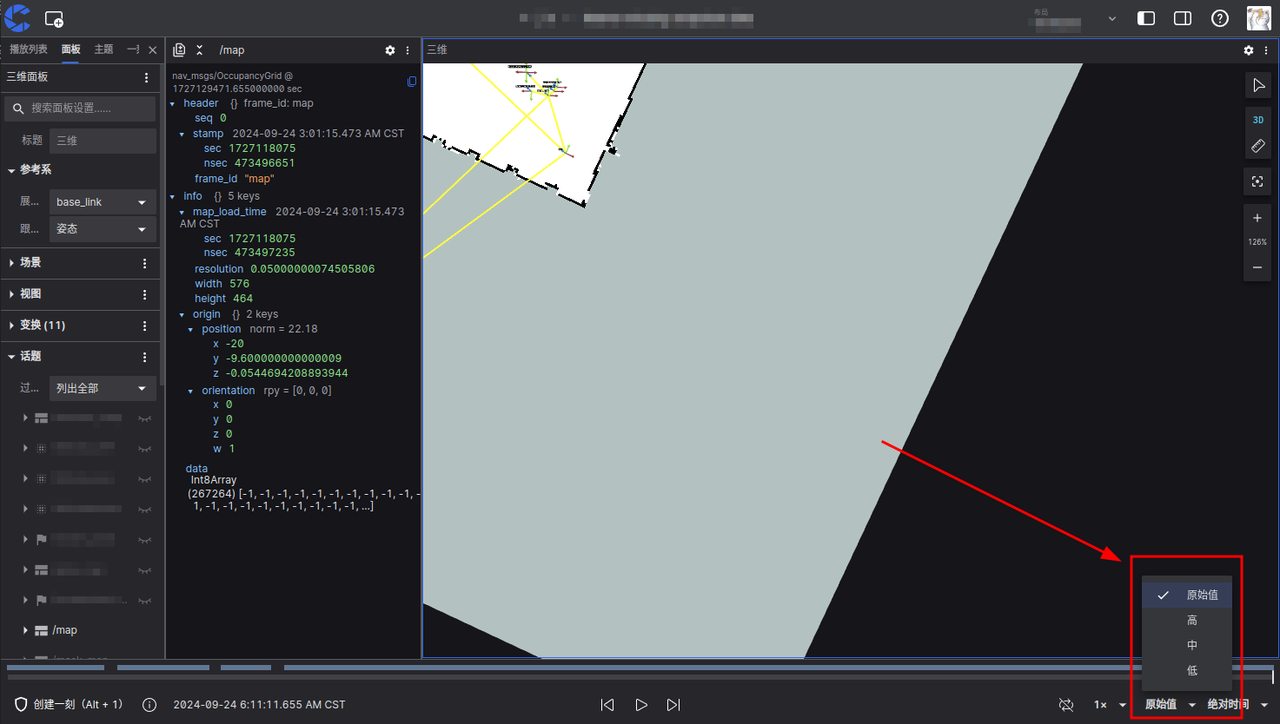 布局
播放列表 面板 主题
/map
三维
三维面板
搜索面板设置......
标题 三维
参考系
展... base_link
跟... 姿态
场景
视图
变换 (11)
话题
过... 列出全部
/map
nav_msgs/OccupancyGrid @
1727129471.655000000 sec
header {} frame_id: map
seq 0
stamp 2024-09-24 3:01:15.473 AM CST
sec 1727118075
nsec 473496651
frame_id "map"
info {} 5 keys
map_load_time 2024-09-24 3:01:15.473
AM CST
sec 1727118075
nsec 473497235
resolution 0.05000000074505806
width 576
height 464
origin {} 2 keys
position norm = 22.18
x -20
y -9.600000000000009
z -0.0544694208893944
orientation rpy = [0, 0, 0]
x 0
y 0
z 0
w 1
data
Int8Array
(267264) [-1, -1, -1, -1, -1, -1, -1, -1, -1, -1, -
1, -1, -1, -1, -1, -1, -1, -1, -1, -1, ...]
3D
126%
原始值
高
中
低
创建一刻（Alt + 1） 2024-09-24 6:11:11.655 AM CST
1× 原始值 绝对时间